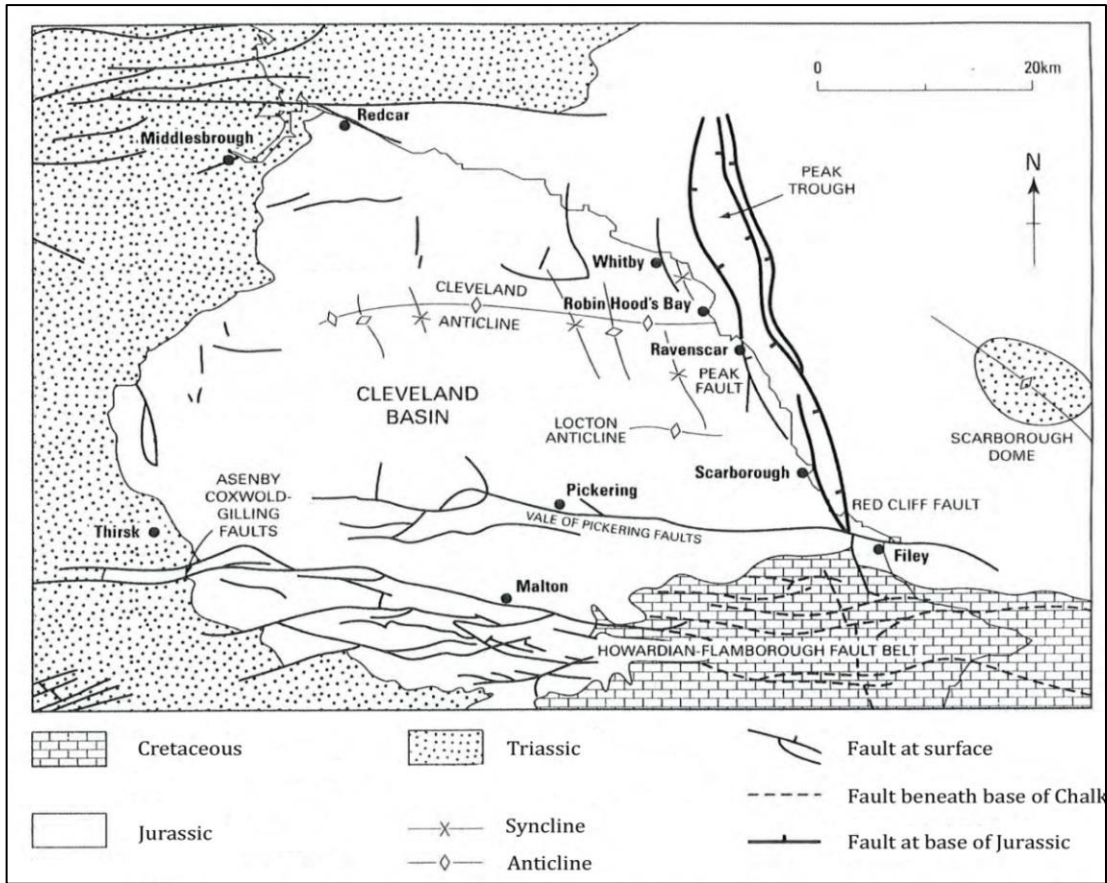 0 20km
N
Redcar
Middlesbrough
PEAK
TROUGH
Whitby
CLEVELAND
ANTICLINE
Robin Hood's Bay
Ravenscar
PEAK
FAULT
CLEVELAND
BASIN
LOCTON
ANTICLINE
SCARBOROUGH
DOME
Scarborough
ASENBY
COXWOLD-
GILLING
FAULTS
Pickering
RED CLIFF FAULT
VALE OF PICKERING FAULTS
Thirsk
Filey
Malton
HOWARDIAN-FLAMBOROUGH FAULT BELT
Cretaceous
Triassic
Fault at surface
Fault beneath base of Chalk
Jurassic
Syncline
Anticline
Fault at base of Jurassic